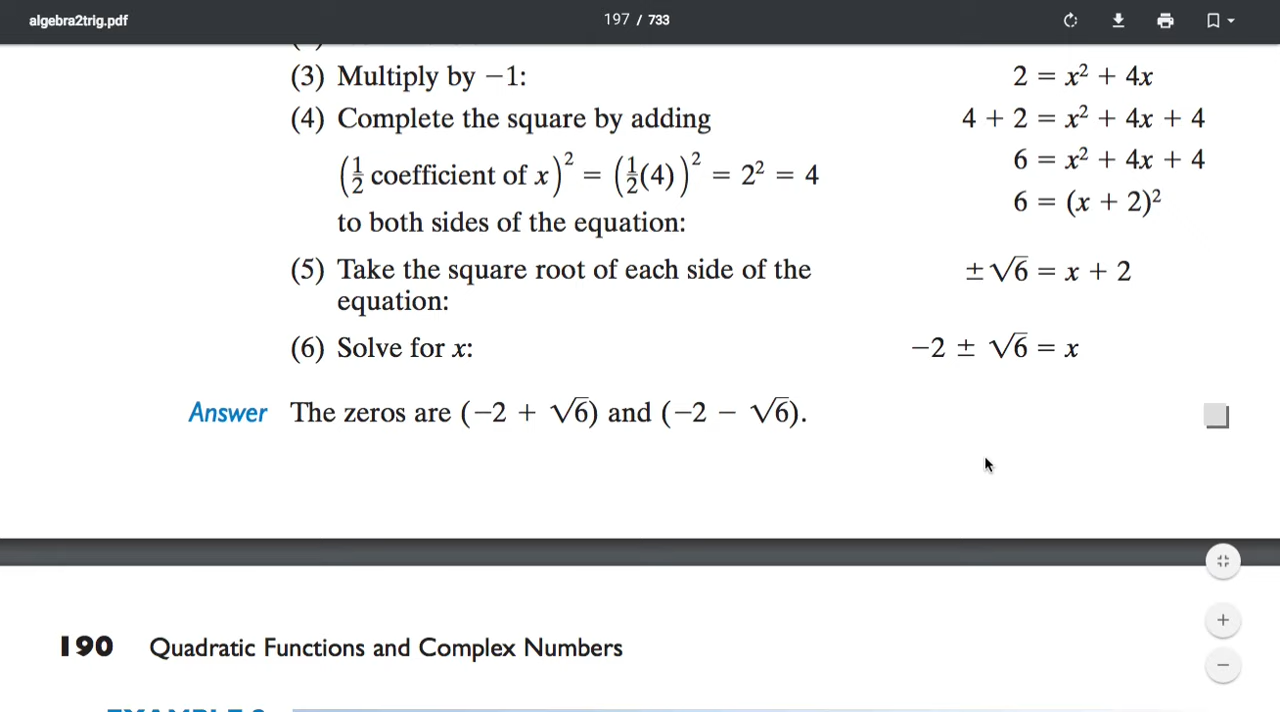 algebra2trig.pdf
197 / 733
(3) Multiply by −1:
2 = x² + 4x
(4) Complete the square by adding
4 + 2 = x² + 4x + 4
(½ coefficient of x)² = (½(4))² = 2² = 4
6 = x² + 4x + 4
to both sides of the equation:
6 = (x + 2)²
(5) Take the square root of each side of the
equation:
±√6 = x + 2
(6) Solve for x:
−2 ± √6 = x
Answer The zeros are (−2 + √6) and (−2 − √6).
190 Quadratic Functions and Complex Numbers